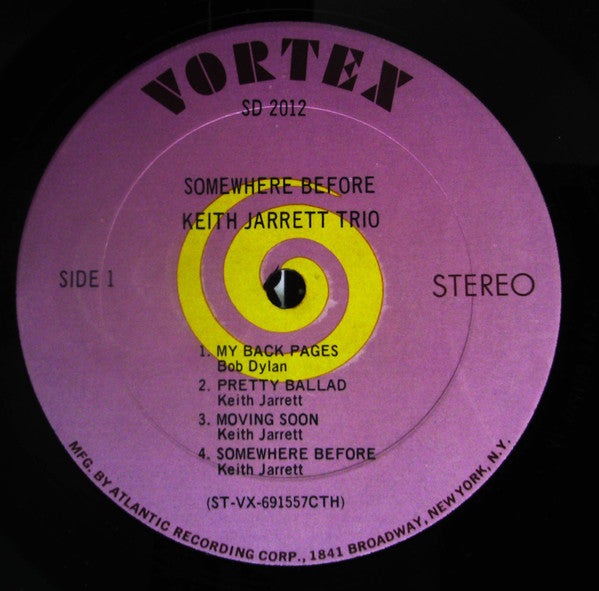 VORTEX
SD 2012
SOMEWHERE BEFORE
KEITH JARRETT TRIO
SIDE 1
STEREO
1. MY BACK PAGES
Bob Dylan
2. PRETTY BALLAD
Keith Jarrett
3. MOVING SOON
Keith Jarrett
4. SOMEWHERE BEFORE
Keith Jarrett
(ST-VX-691557CTH)
MFG. BY ATLANTIC RECORDING CORP., 1841 BROADWAY, NEW YORK, N.Y.